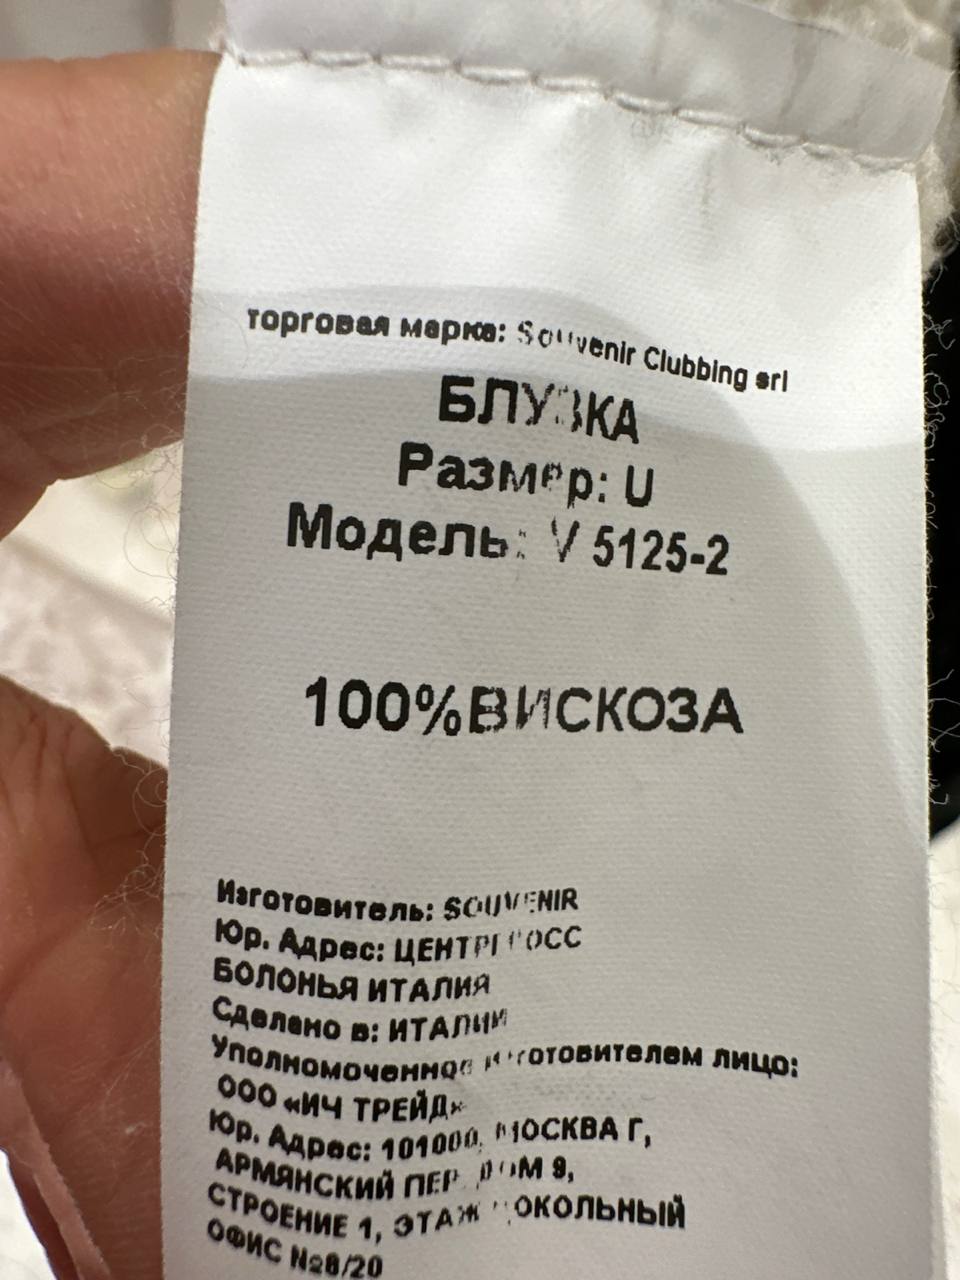 торговая марка: Souvenir Clubbing srl
БЛУЗКА
Размер: U
Модель: V 5125-2
100%ВИСКОЗА
Изготовитель: SOUVENIR
Юр. Адрес: ЦЕНТРГРОСС
БОЛОНЬЯ ИТАЛИЯ
Сделано в: ИТАЛИИ
Уполномоченное изготовителем лицо:
ООО «ИЧ ТРЕЙД»
Юр. Адрес: 101000, МОСКВА Г,
АРМЯНСКИЙ ПЕР, ДОМ 9,
СТРОЕНИЕ 1, ЭТАЖ ЦОКОЛЬНЫЙ
ОФИС №8/20